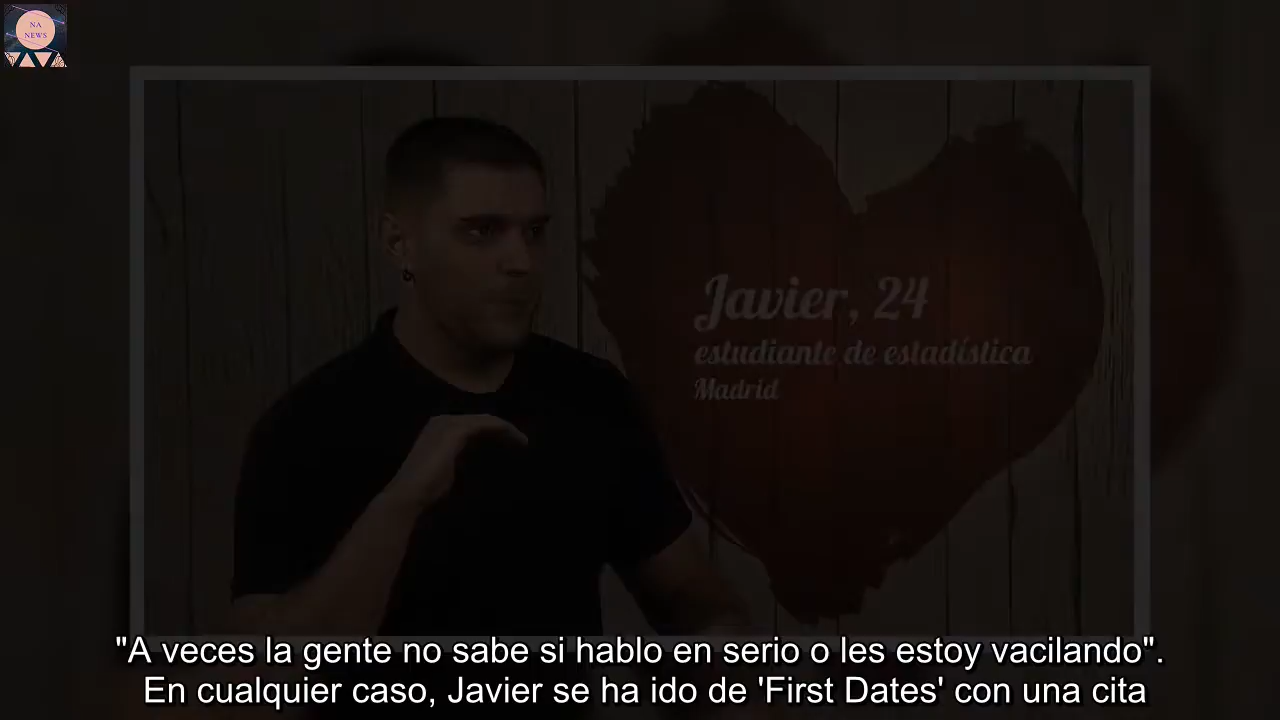 NA
NEWS
Javier, 24
estudiante de estadística
Madrid
"A veces la gente no sabe si hablo en serio o les estoy vacilando".
En cualquier caso, Javier se ha ido de 'First Dates' con una cita